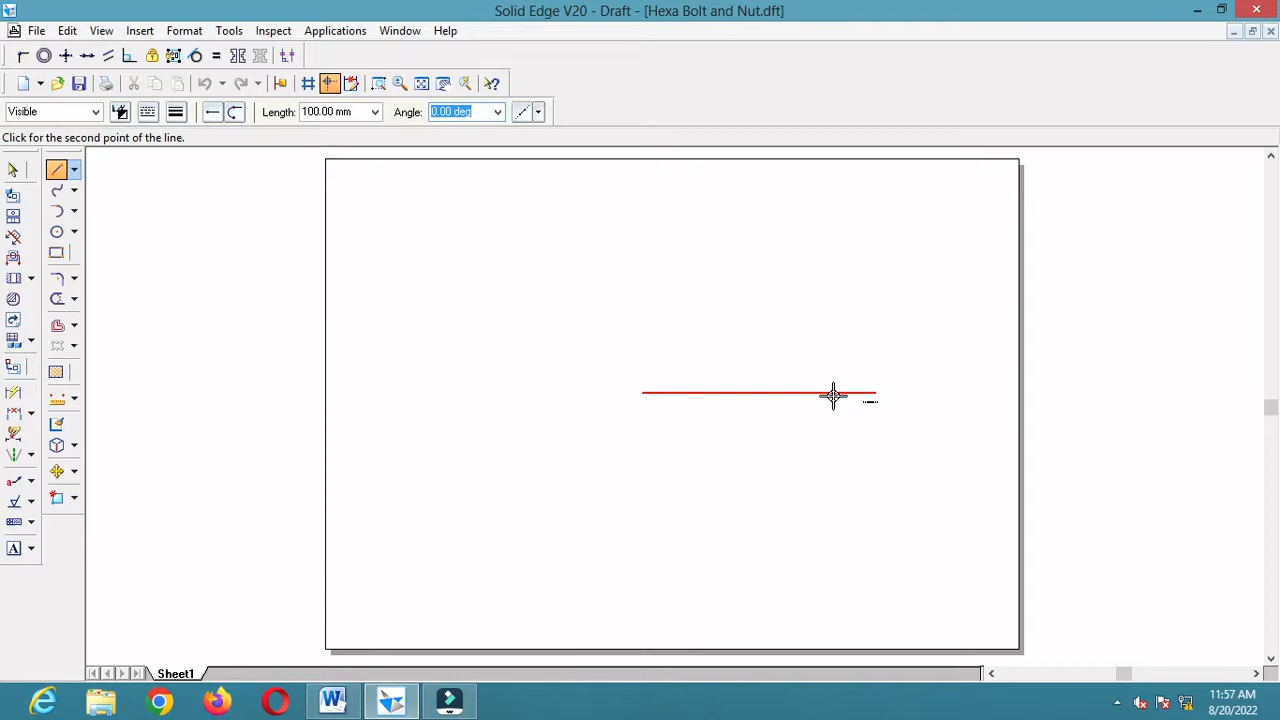 Solid Edge V20 - Draft - [Hexa Bolt and Nut.dft]
File Edit View Insert Format Tools Inspect Applications Window Help
Visible Length: 100.00 mm Angle: 0.00 deg
Click for the second point of the line.
A
Sheet1
W
11:57 AM
8/20/2022